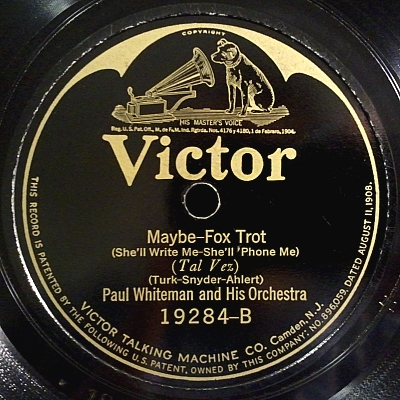 COPYRIGHT
HIS MASTER'S VOICE
Reg. U.S. Pat. Off., M. de F., M. Ind. Rgtrda. Nos. 4176 y 4180, 1 de Febrero, 1904.
Victor
Maybe–Fox Trot
(She'll Write Me–She'll 'Phone Me)
(Tal Vez)
(Turk-Snyder-Ahlert)
Paul Whiteman and His Orchestra
19284–B
VICTOR TALKING MACHINE CO. Camden, N.J.
THIS RECORD IS PATENTED BY THE FOLLOWING U.S. PATENT, OWNED BY THIS COMPANY: NO. 896059, DATED AUGUST 11, 1908.